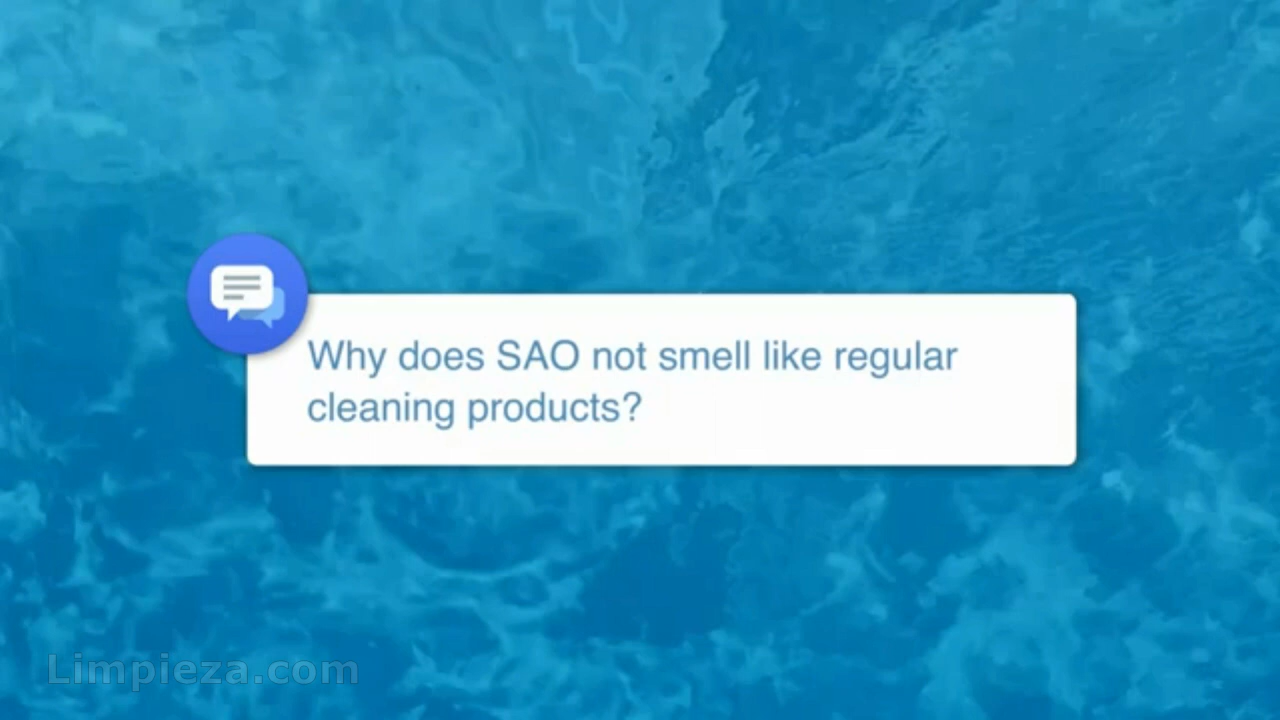 Why does SAO not smell like regular
cleaning products?
Limpieza.com